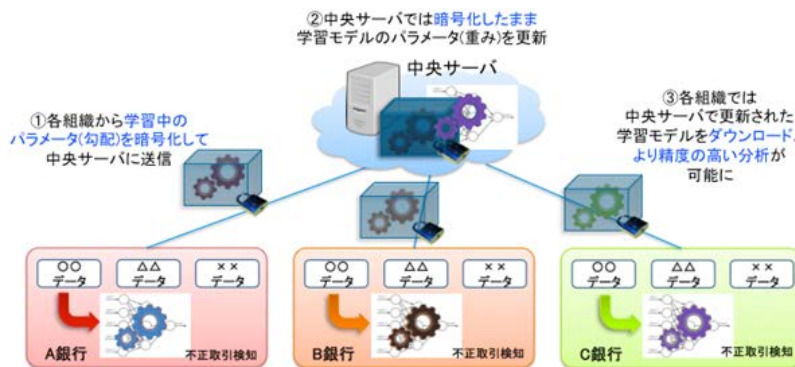 ②中央サーバでは暗号化したまま
学習モデルのパラメータ(重み)を更新
中央サーバ
①各組織から学習中の
パラメータ(勾配)を暗号化して
中央サーバに送信
③各組織では
中央サーバで更新された
学習モデルをダウンロード、
より精度の高い分析が
可能に
○○
データ
△△
データ
××
データ
A銀行
不正取引検知
○○
データ
△△
データ
××
データ
B銀行
不正取引検知
○○
データ
△△
データ
××
データ
C銀行
不正取引検知